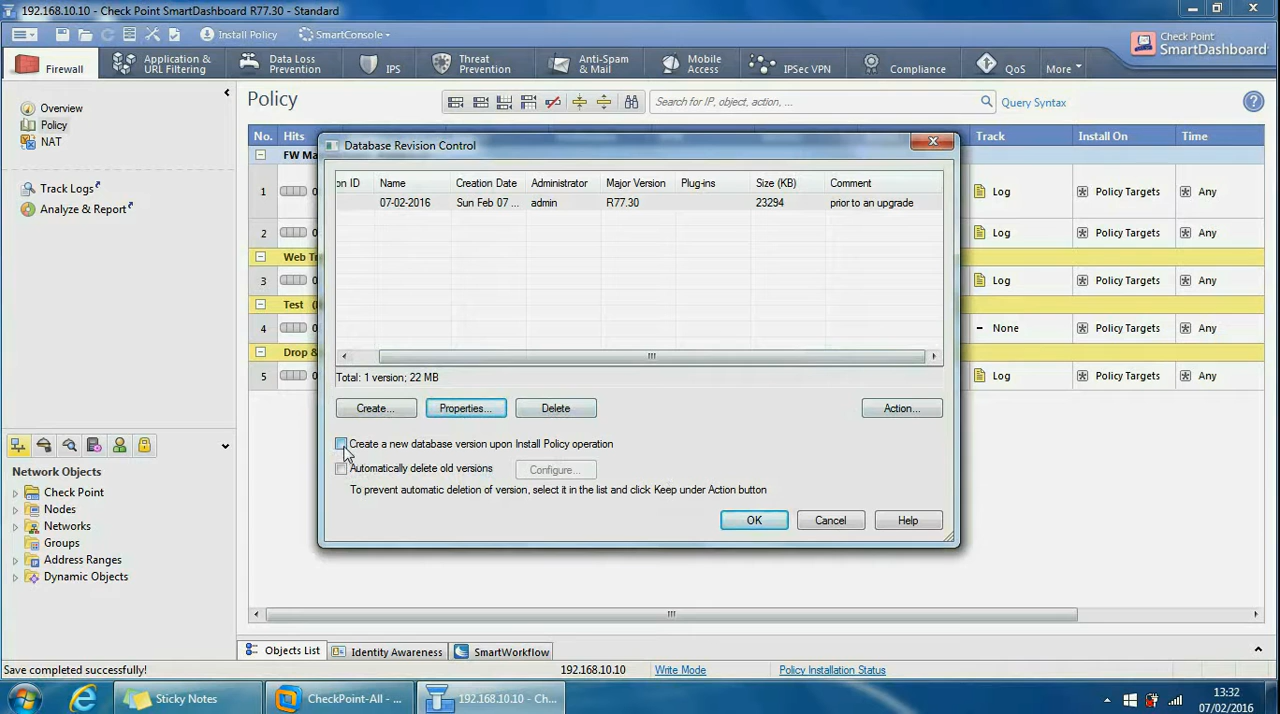 192.168.10.10 - Check Point SmartDashboard R77.30 - Standard
Install Policy
SmartConsole
Check Point
SmartDashboard
Firewall
Application &
URL Filtering
Data Loss
Prevention
IPS
Threat
Prevention
Anti-Spam
& Mail
Mobile
Access
IPSec VPN
Compliance
QoS
More
Overview
Policy
NAT
Track Logs
Analyze & Report
Policy
Search for IP, object, action, ...
Query Syntax
No. Hits Track Install On Time
FW Ma
1 0 Log Policy Targets Any
2 0 Log Policy Targets Any
Web Tr
3 0 Log Policy Targets Any
Test (
4 0 None Policy Targets Any
Drop &
5 0 Log Policy Targets Any
Database Revision Control
on ID Name Creation Date Administrator Major Version Plug-ins Size (KB) Comment
07-02-2016 Sun Feb 07 ... admin R77.30 23294 prior to an upgrade
Total: 1 version; 22 MB
Create... Properties... Delete Action...
Create a new database version upon Install Policy operation
Automatically delete old versions Configure...
To prevent automatic deletion of version, select it in the list and click Keep under Action button
OK Cancel Help
Network Objects
Check Point
Nodes
Networks
Groups
Address Ranges
Dynamic Objects
Objects List Identity Awareness SmartWorkflow
Save completed successfully! 192.168.10.10 Write Mode Policy Installation Status
Sticky Notes CheckPoint-All - ... 192.168.10.10 - Ch...
13:32
07/02/2016